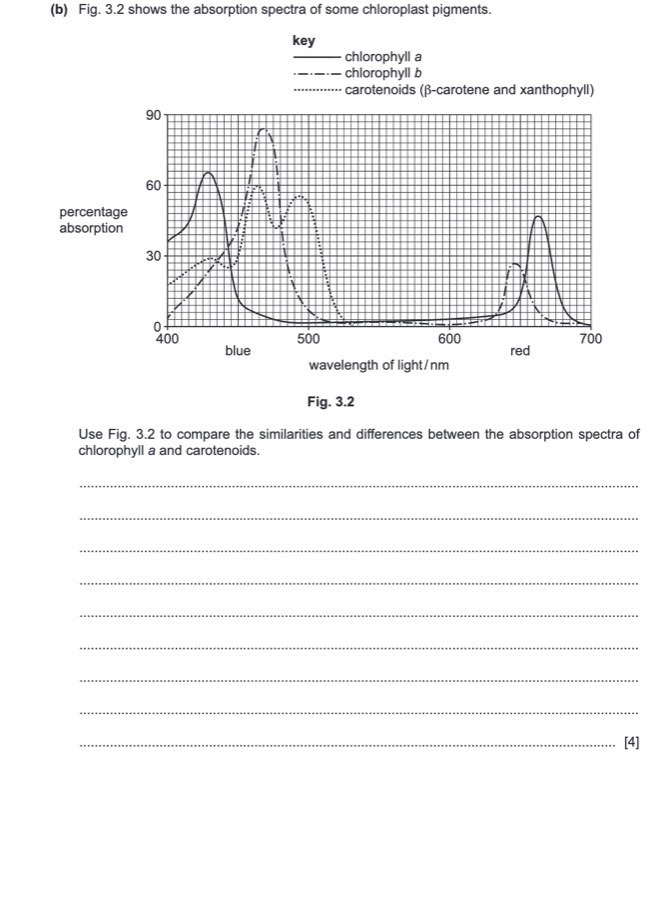 (b) Fig. 3.2 shows the absorption spectra of some chloroplast pigments.
key
chlorophyll a
chlorophyll b
carotenoids (β-carotene and xanthophyll)
90
60
percentage
absorption
30
0
400 500 600 700
blue red
wavelength of light/nm
Fig. 3.2
Use Fig. 3.2 to compare the similarities and differences between the absorption spectra of
chlorophyll a and carotenoids.
[4]